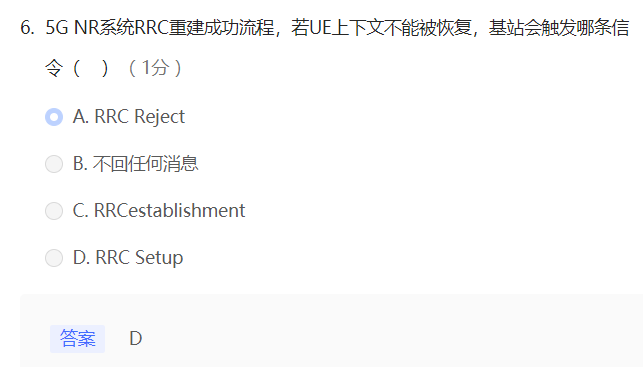 6. 5G NR系统RRC重建成功流程，若UE上下文不能被恢复，基站会触发哪条信
令（ ）（1分）
A. RRC Reject
B. 不回任何消息
C. RRCestablishment
D. RRC Setup
答案 D